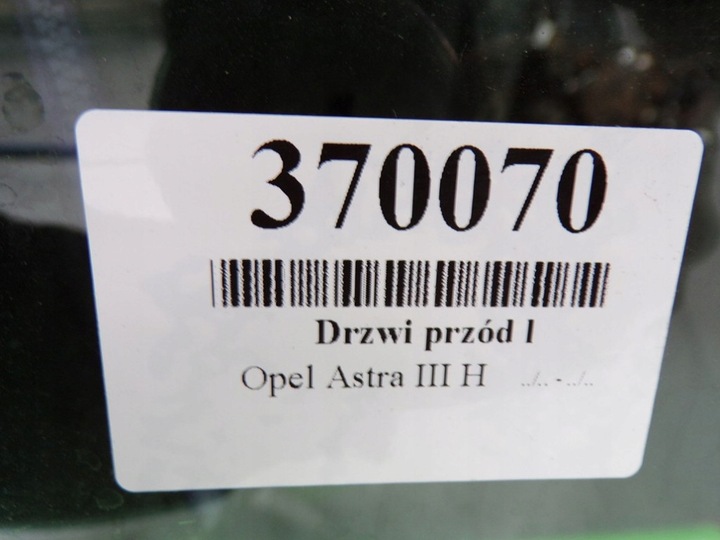 370070
Drzwi przód l
Opel Astra III H ../.. - ../..